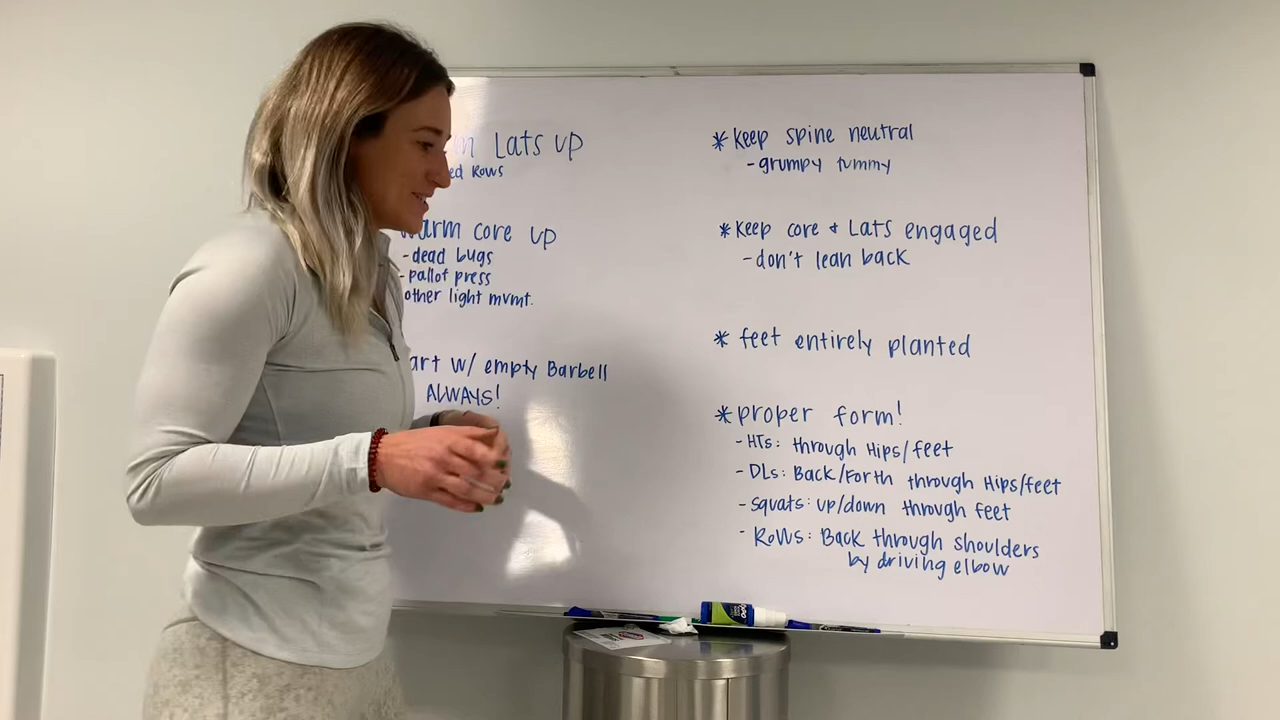 Lats up
Rows
warm core up
-dead bugs
-pallof press
other light mvmt.
art w/ empty Barbell
ALWAYS!
*keep spine neutral
-grumpy tummy
*keep core + Lats engaged
-don't lean back
* feet entirely planted
*proper form!
-HTs: through Hips/feet
-DLs: Back/Forth through Hips/feet
-squats: up/down through feet
- Rows: Back through shoulders
by driving elbow